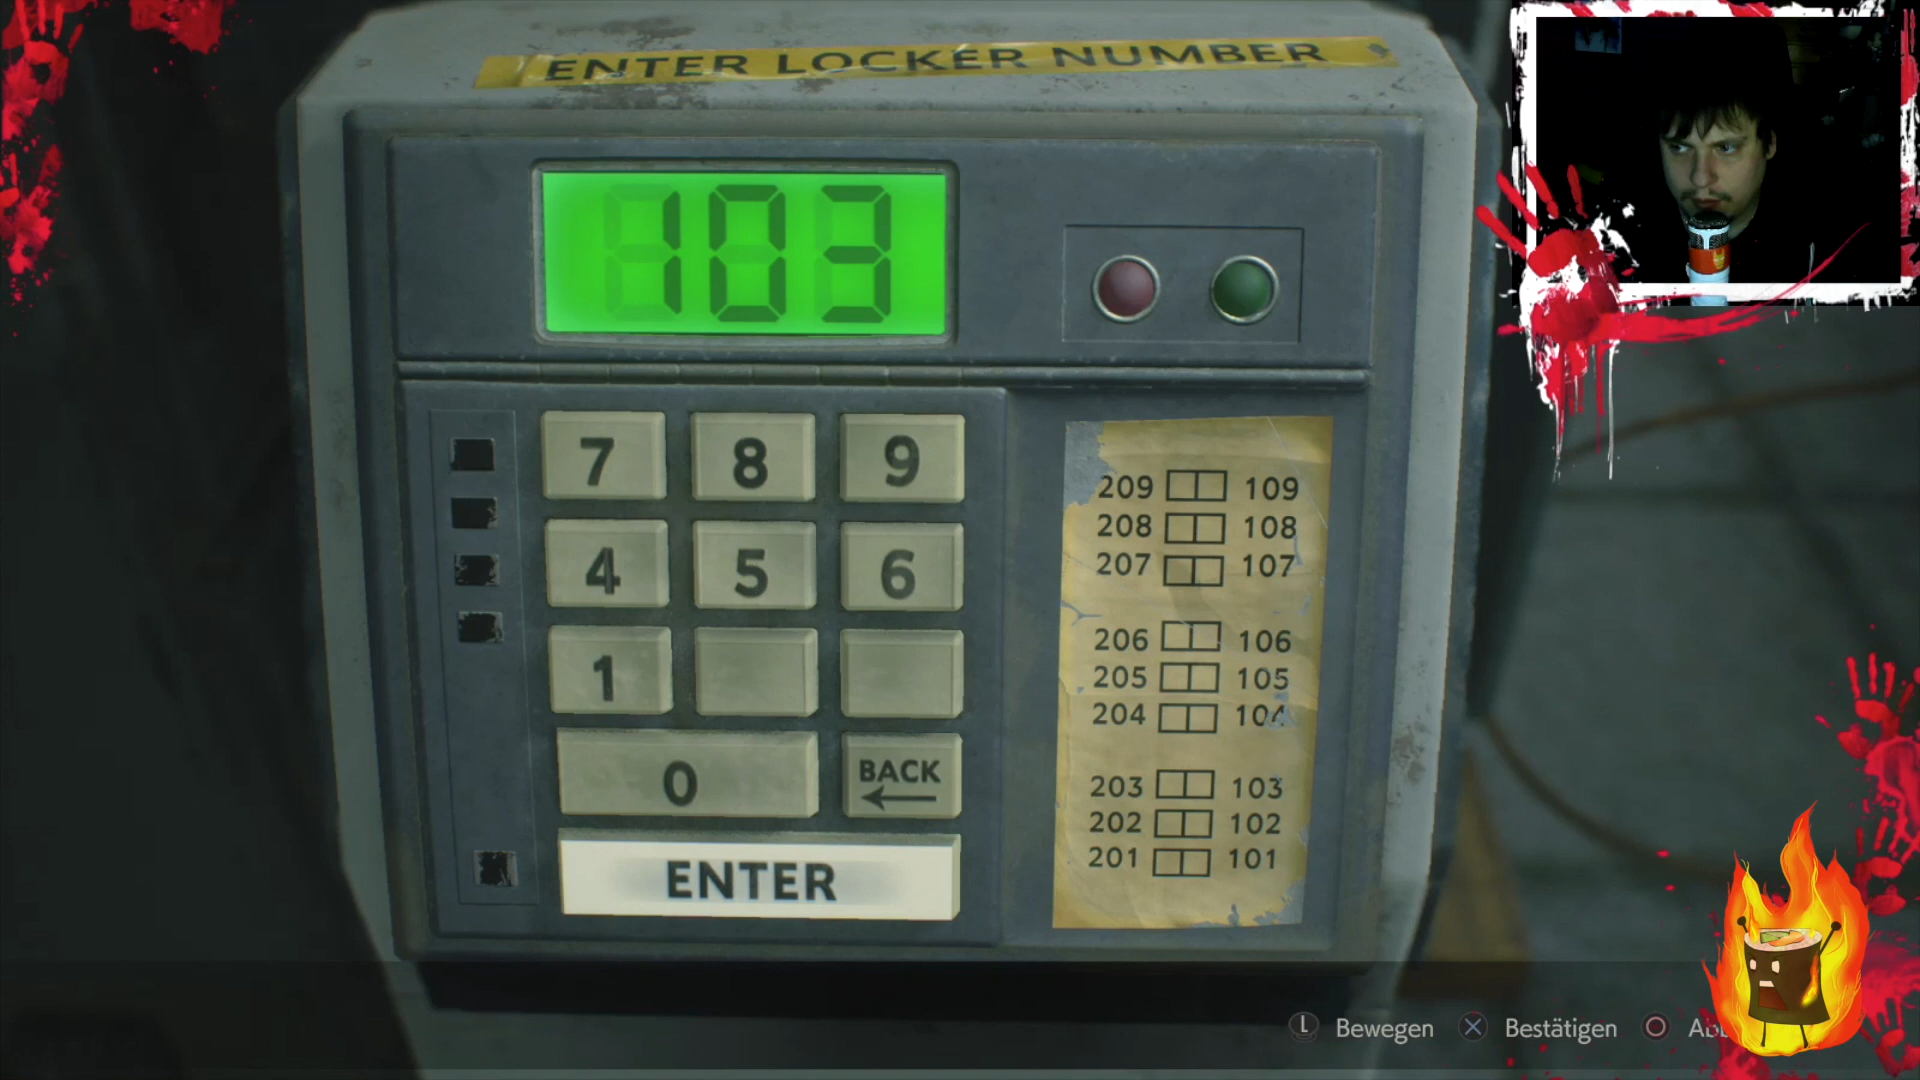 ENTER LOCKER NUMBER
103
7 8 9
4 5 6
1
0 BACK
ENTER
209 109
208 108
207 107
206 106
205 105
204 104
203 103
202 102
201 101
L Bewegen Bestätigen